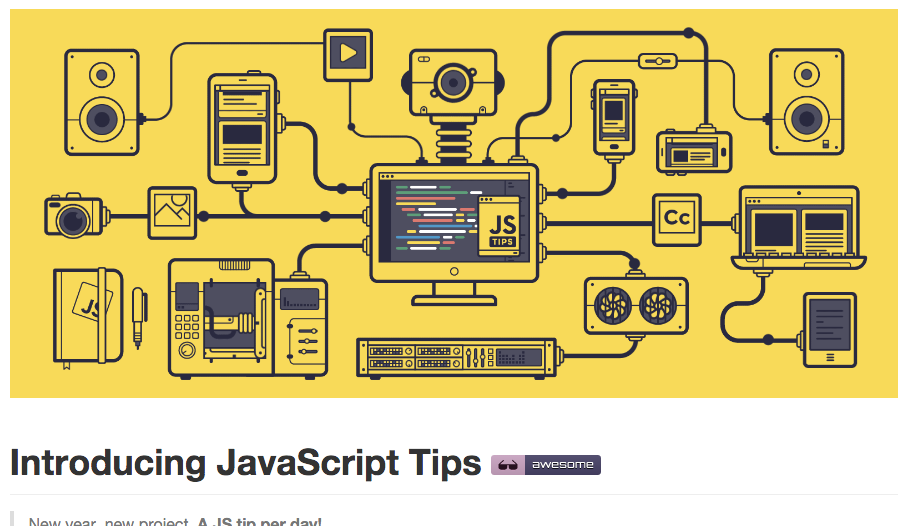 JS
TIPS
Cc
JS
Introducing JavaScript Tips awesome
New year, new project. A JS tip per day!